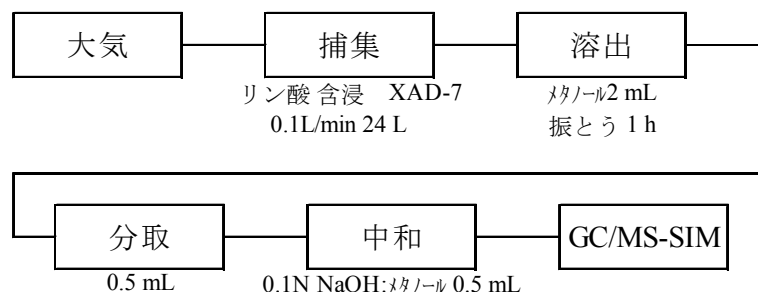 大気 捕集 溶出
リン酸 含浸 XAD-7 ﾒﾀﾉｰﾙ2 mL
0.1L/min 24 L 振とう 1 h
分取 中和 GC/MS-SIM
0.5 mL 0.1N NaOH:ﾒﾀﾉｰﾙ 0.5 mL